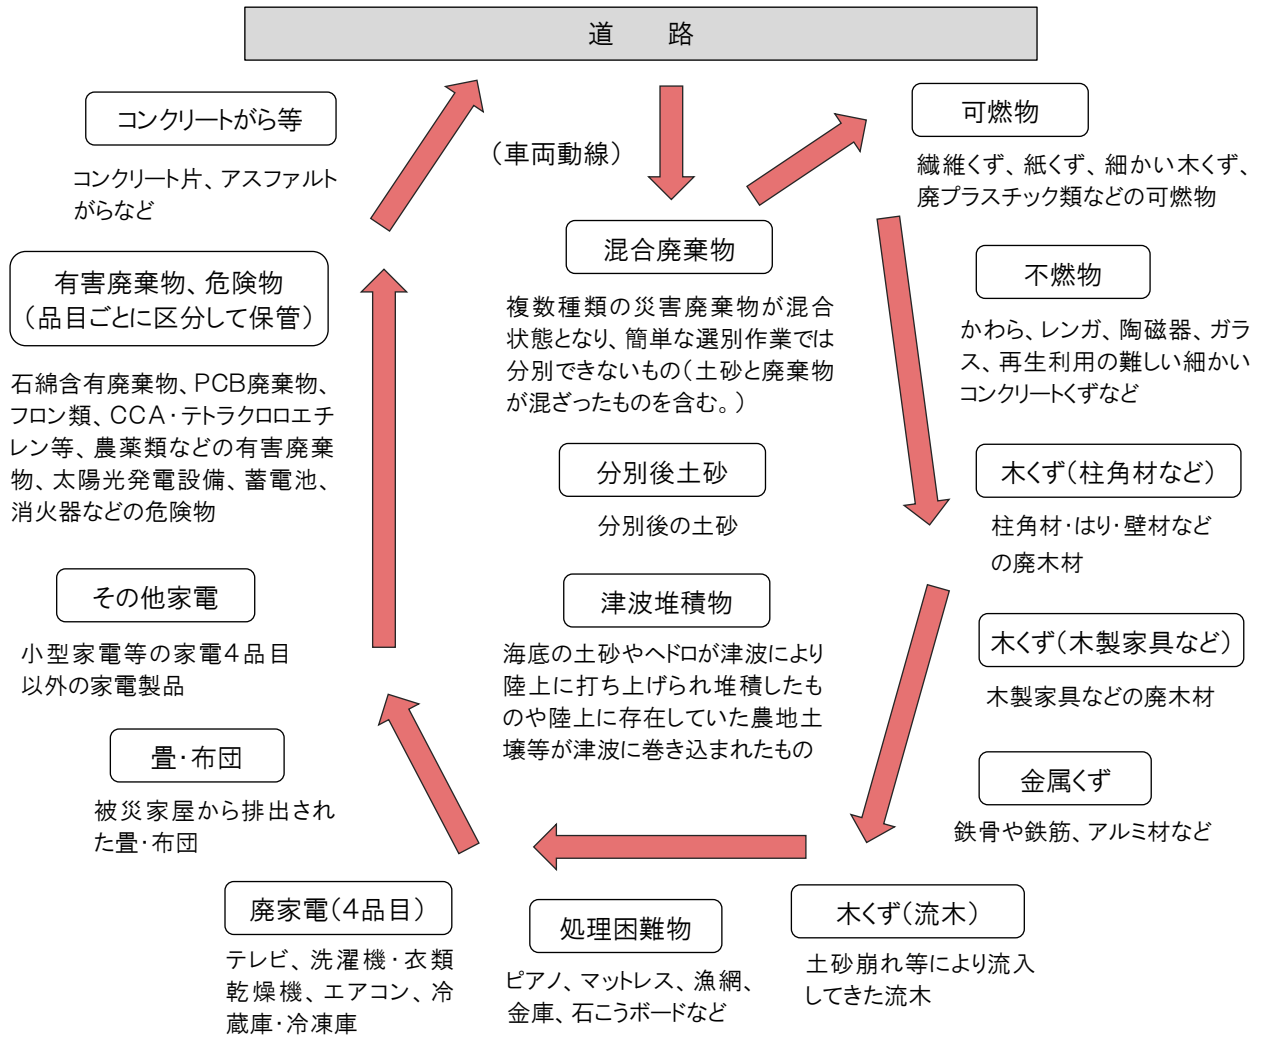 道　路
コンクリートがら等
コンクリート片、アスファルト
がらなど
（車両動線）
可燃物
繊維くず、紙くず、細かい木くず、
廃プラスチック類などの可燃物
混合廃棄物
複数種類の災害廃棄物が混合
状態となり、簡単な選別作業では
分別できないもの（土砂と廃棄物
が混ざったものを含む。）
不燃物
かわら、レンガ、陶磁器、ガラ
ス、再生利用の難しい細かい
コンクリートくずなど
有害廃棄物、危険物
（品目ごとに区分して保管）
石綿含有廃棄物、PCB廃棄物、
フロン類、CCA・テトラクロロエチ
レン等、農薬類などの有害廃棄
物、太陽光発電設備、蓄電池、
消火器などの危険物
分別後土砂
分別後の土砂
木くず（柱角材など）
柱角材・はり・壁材など
の廃木材
その他家電
小型家電等の家電4品目
以外の家電製品
津波堆積物
海底の土砂やヘドロが津波により
陸上に打ち上げられ堆積したも
のや陸上に存在していた農地土
壌等が津波に巻き込まれたもの
木くず（木製家具など）
木製家具などの廃木材
畳・布団
被災家屋から排出され
た畳・布団
金属くず
鉄骨や鉄筋、アルミ材など
廃家電（4品目）
テレビ、洗濯機・衣類
乾燥機、エアコン、冷
蔵庫・冷凍庫
処理困難物
ピアノ、マットレス、漁網、
金庫、石こうボードなど
木くず（流木）
土砂崩れ等により流入
してきた流木